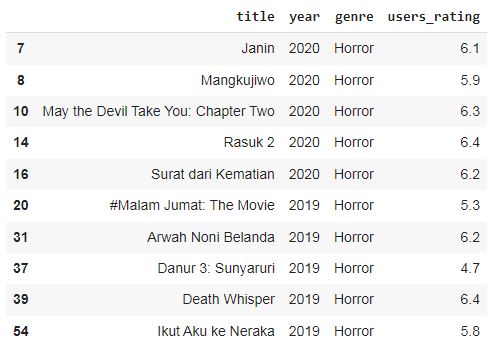 title year genre users_rating
7 Janin 2020 Horror 6.1
8 Mangkujiwo 2020 Horror 5.9
10 May the Devil Take You: Chapter Two 2020 Horror 6.3
14 Rasuk 2 2020 Horror 6.4
16 Surat dari Kematian 2020 Horror 6.2
20 #Malam Jumat: The Movie 2019 Horror 5.3
31 Arwah Noni Belanda 2019 Horror 6.2
37 Danur 3: Sunyaruri 2019 Horror 4.7
39 Death Whisper 2019 Horror 6.4
54 Ikut Aku ke Neraka 2019 Horror 5.8